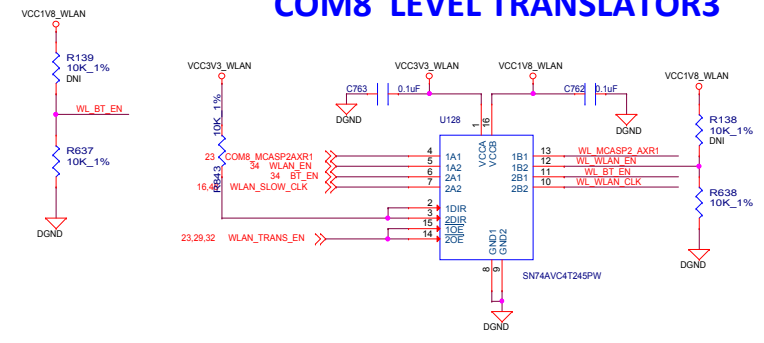 COM8 LEVEL TRANSLATOR3
VCC1V8_WLAN
R139
10K_1%
DNI
WL_BT_EN
R637
10K_1%
DGND
VCC3V3_WLAN
10K_1%
R843
VCC3V3_WLAN
C763
0.1uF
DGND
VCC1V8_WLAN
C762
0.1uF
DGND
U128
1
16
VCCA
VCCB
23 COM8_MCASP2AXR1
4
1A1
34 WLAN_EN
5
1A2
34 BT_EN
6
2A1
WLAN_SLOW_CLK
7
2A2
2
1DIR
3
2DIR
15
1OE
23,29,32 WLAN_TRANS_EN
14
2OE
1B1
13
WL_MCASP2_AXR1
1B2
12
WL_WLAN_EN
2B1
11
WL_BT_EN
2B2
10
WL_WLAN_CLK
GND1
GND2
8
9
SN74AVC4T245PW
DGND
VCC1V8_WLAN
R138
10K_1%
DNI
R638
10K_1%
DGND